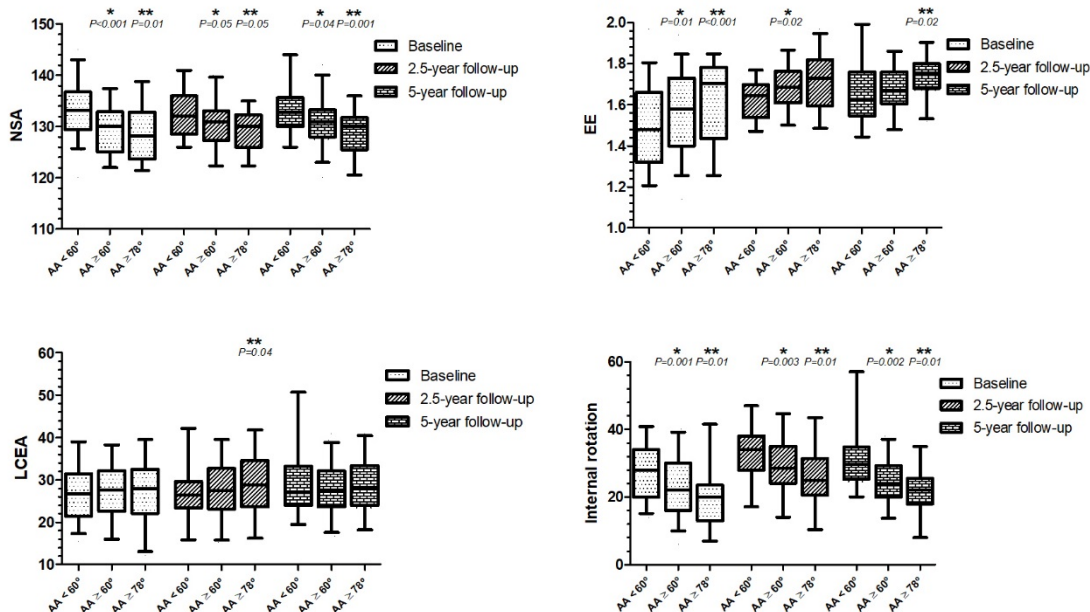 * ** * ** * **
P<0.001 P=0.01 P=0.05 P=0.05 P=0.04 P=0.001
150
140
130
120
110
NSA
Baseline
2.5-year follow-up
5-year follow-up
AA < 60° AA ≥ 60° AA ≥ 78° AA < 60° AA ≥ 60° AA ≥ 78° AA < 60° AA ≥ 60° AA ≥ 78°
* ** * **
P=0.01 P<0.001 P=0.02 P=0.02
2.0
1.8
1.6
1.4
1.2
1.0
EE
Baseline
2.5-year follow-up
5-year follow-up
AA < 60° AA ≥ 60° AA ≥ 78° AA < 60° AA ≥ 60° AA ≥ 78° AA < 60° AA ≥ 60° AA ≥ 78°
**
P=0.04
60
50
40
30
20
10
LCEA
Baseline
2.5-year follow-up
5-year follow-up
AA < 60° AA ≥ 60° AA ≥ 78° AA < 60° AA ≥ 60° AA ≥ 78° AA < 60° AA ≥ 60° AA ≥ 78°
* ** * ** * **
P=0.001 P=0.01 P=0.003 P=0.01 P=0.002 P=0.01
60
40
20
0
Internal rotation
Baseline
2.5-year follow-up
5-year follow-up
AA < 60° AA ≥ 60° AA ≥ 78° AA < 60° AA ≥ 60° AA ≥ 78° AA < 60° AA ≥ 60° AA ≥ 78°